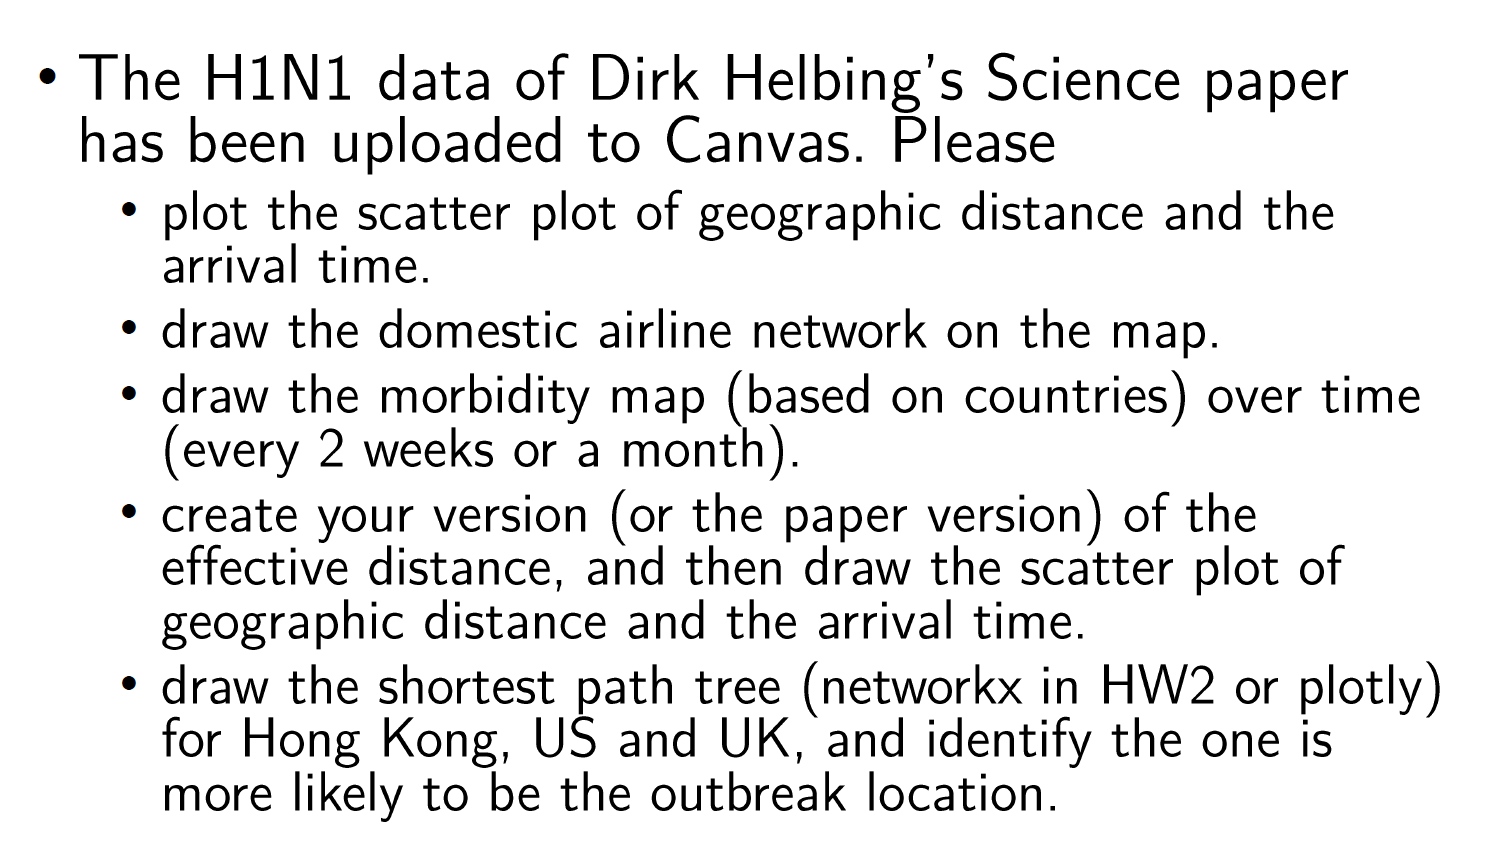 • The H1N1 data of Dirk Helbing's Science paper
has been uploaded to Canvas. Please
• plot the scatter plot of geographic distance and the
arrival time.
• draw the domestic airline network on the map.
• draw the morbidity map (based on countries) over time
(every 2 weeks or a month).
• create your version (or the paper version) of the
effective distance, and then draw the scatter plot of
geographic distance and the arrival time.
• draw the shortest path tree (networkx in HW2 or plotly)
for Hong Kong, US and UK, and identify the one is
more likely to be the outbreak location.